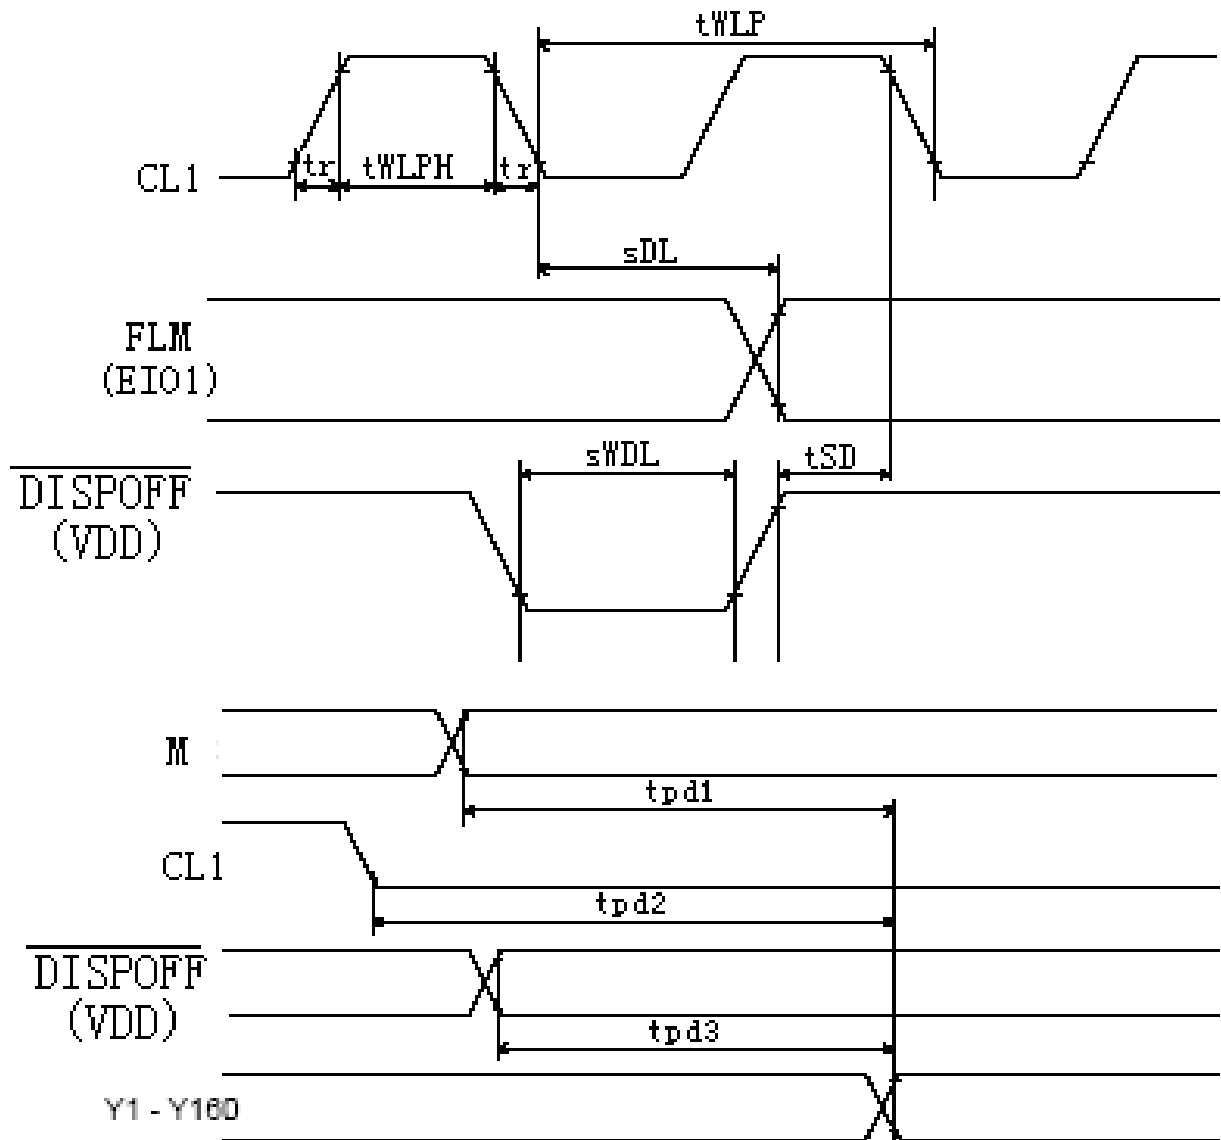 tWLP
CL1
tr
tWLPH
tr
sDL
FLM
(EIO1)
sWDL
tSD
DISPOFF
(VDD)
M
tpd1
CL1
tpd2
DISPOFF
(VDD)
tpd3
Y1 - Y160